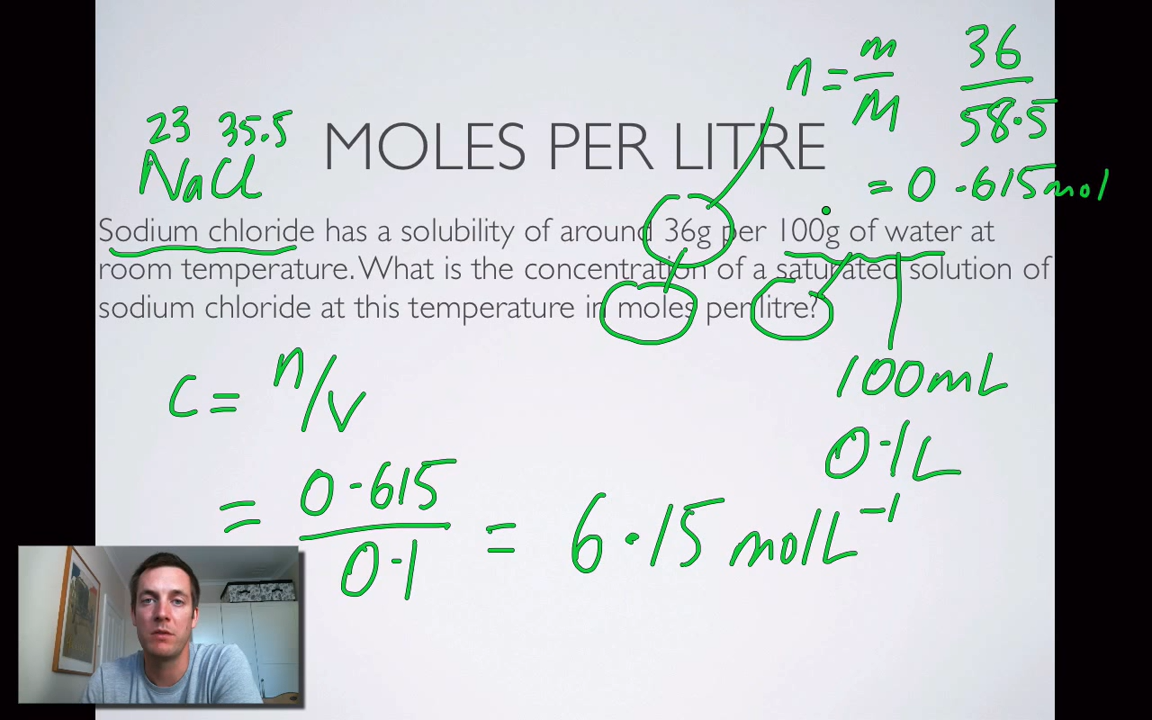 n = m/M 36/58.5
23 35.5
NaCl
MOLES PER LITRE
= 0.615mol
Sodium chloride has a solubility of around 36g per 100g of water at
room temperature. What is the concentration of a saturated solution of
sodium chloride at this temperature in moles per litre?
c = n/v
100mL
0.1L
= 0.615/0.1 = 6.15 molL⁻¹